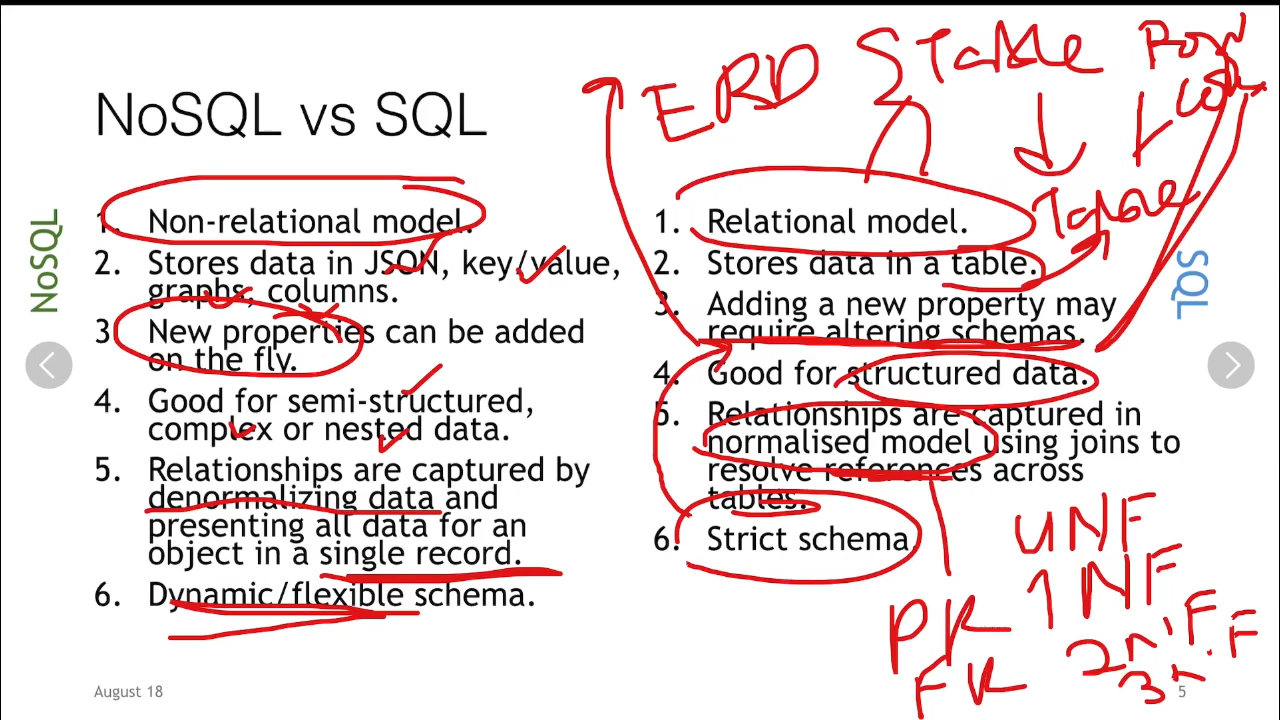 NoSQL vs SQL
ERD
Table
Row
Table
NoSQL
1. Non-relational model.
2. Stores data in JSON, key/value,
graphs, columns.
3. New properties can be added
on the fly.
4. Good for semi-structured,
complex or nested data.
5. Relationships are captured by
denormalizing data and
presenting all data for an
object in a single record.
6. Dynamic/flexible schema.
SQL
1. Relational model.
2. Stores data in a table.
3. Adding a new property may
require altering schemas.
4. Good for structured data.
5. Relationships are captured in
normalised model using joins to
resolve references across
tables.
6. Strict schema
UNF
1NF
PK
FK
August 18
5